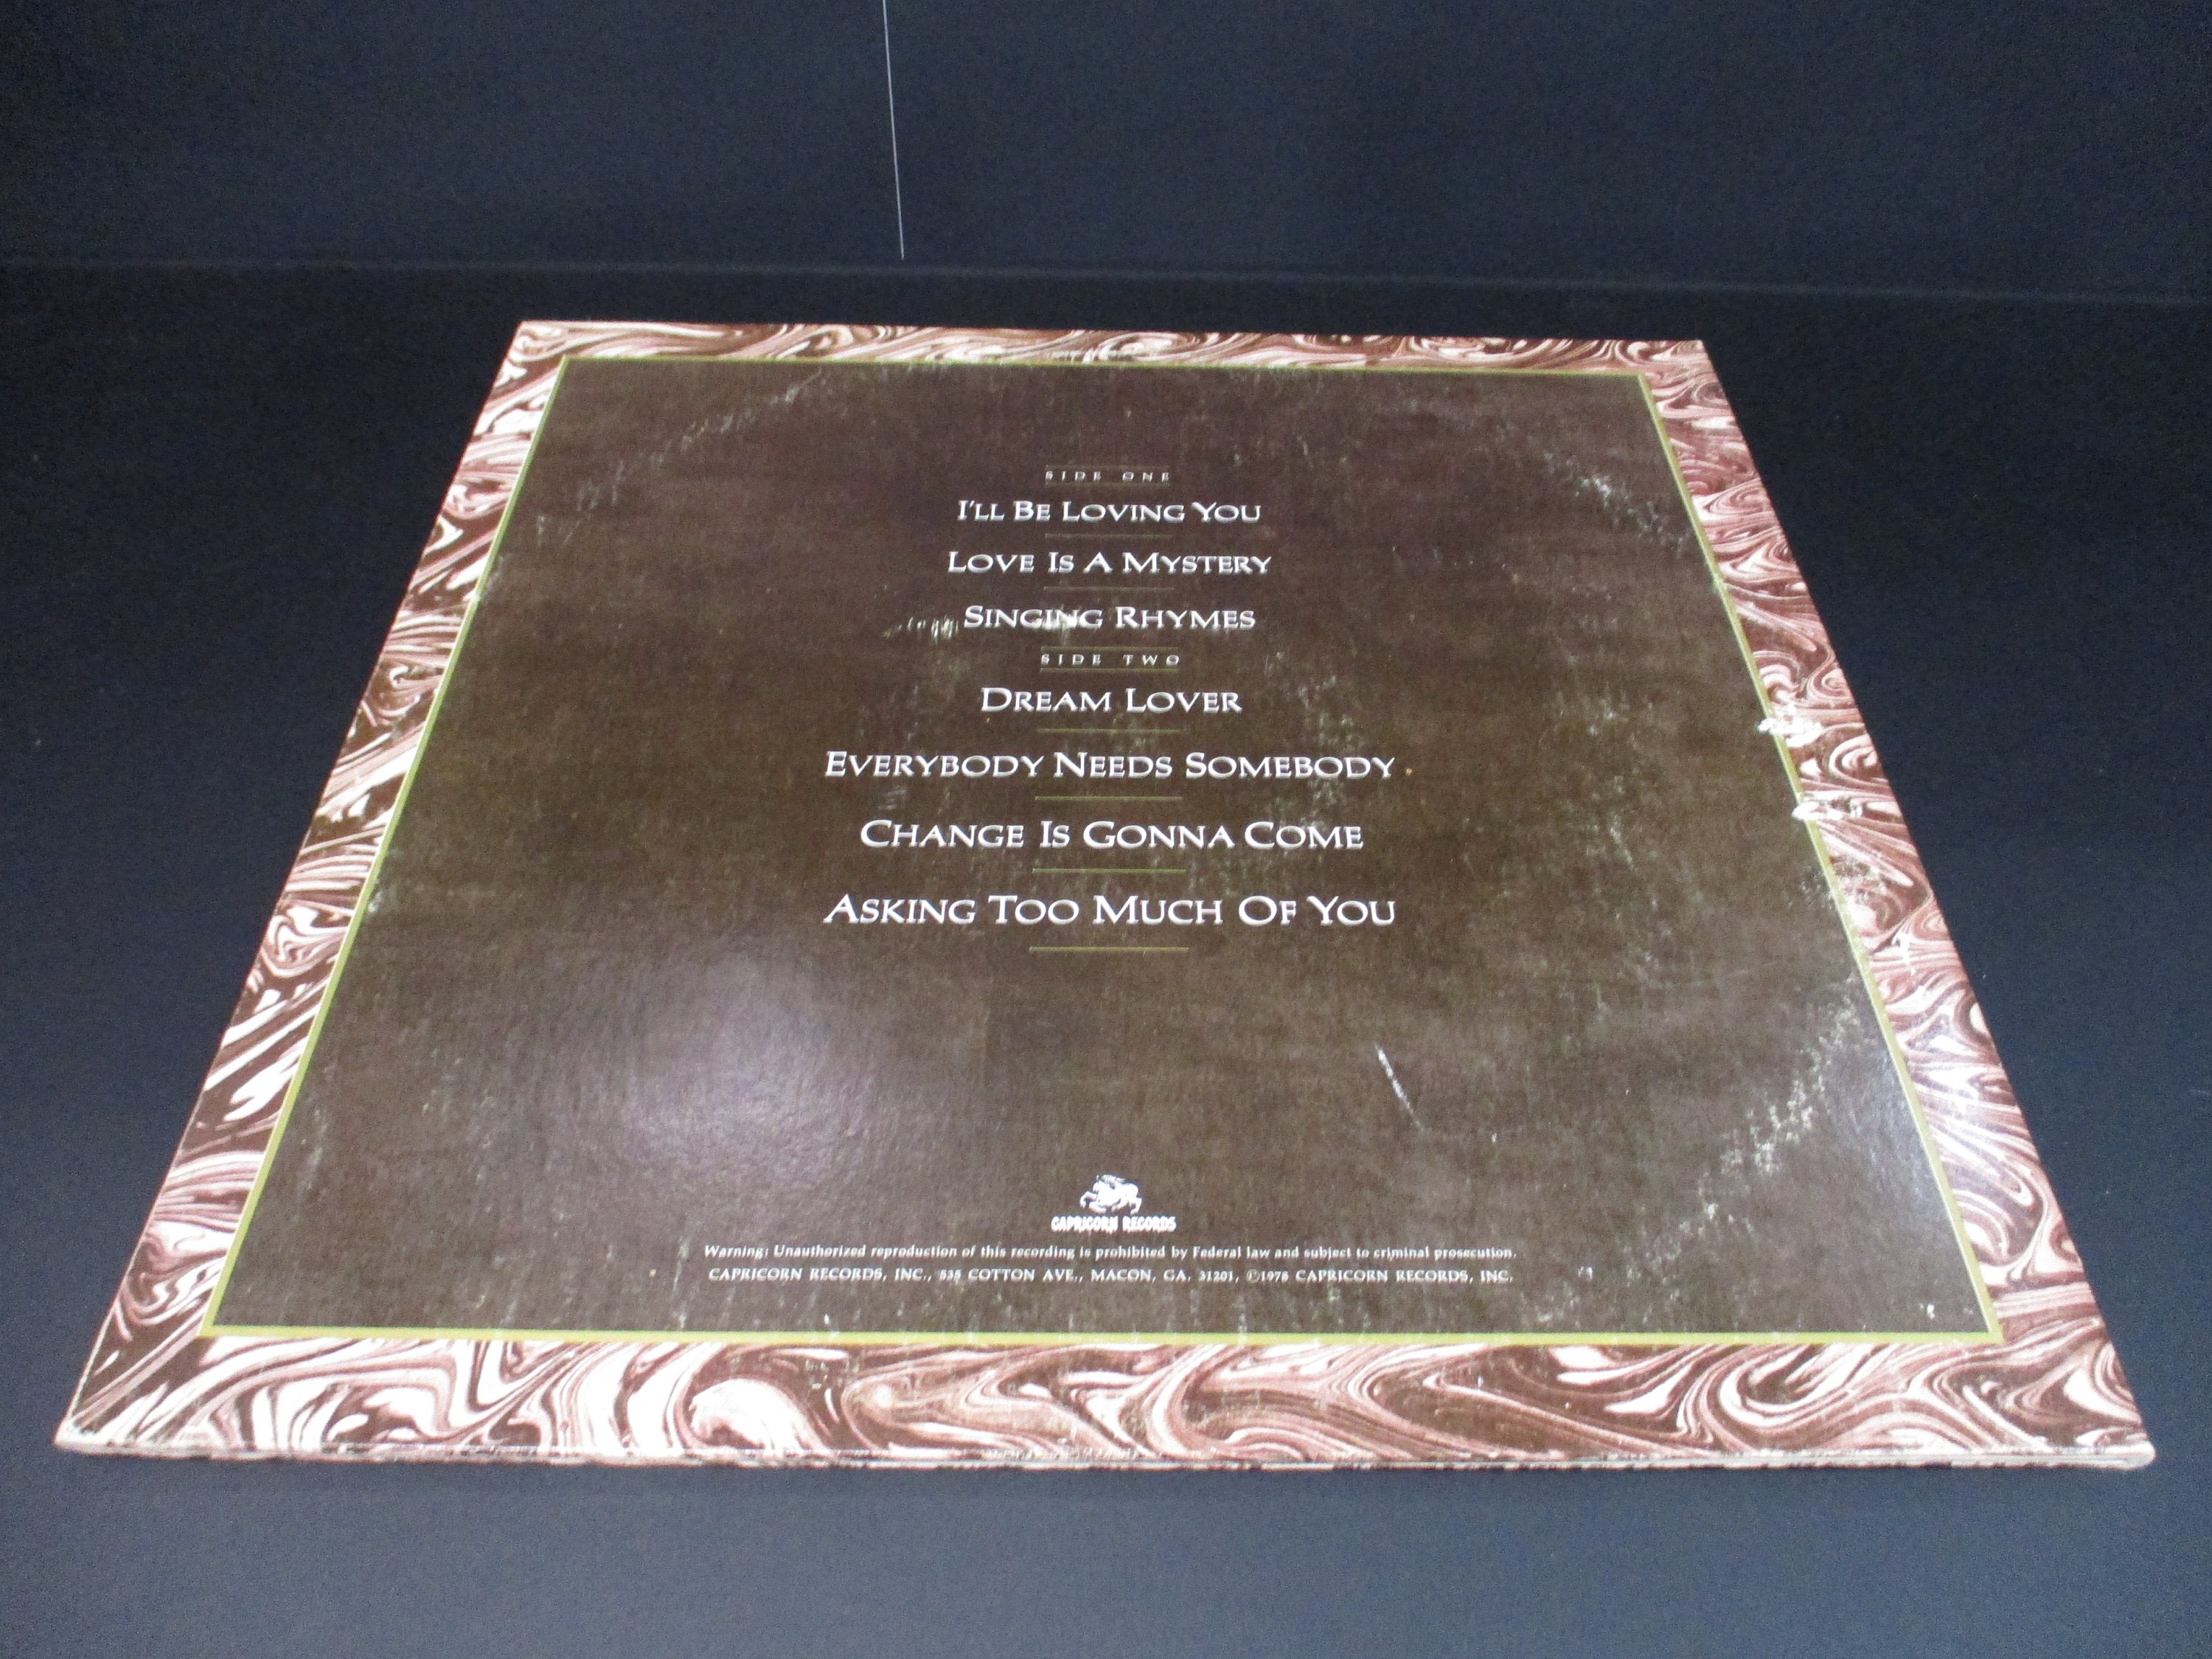 SIDE ONE
I'LL BE LOVING YOU
LOVE IS A MYSTERY
SINGING RHYMES
SIDE TWO
DREAM LOVER
EVERYBODY NEEDS SOMEBODY
CHANGE IS GONNA COME
ASKING TOO MUCH OF YOU
CAPRICORN RECORDS
Warning: Unauthorized reproduction of this recording is prohibited by Federal law and subject to criminal prosecution.
CAPRICORN RECORDS, INC., 535 COTTON AVE., MACON, GA. 31201, ©1978 CAPRICORN RECORDS, INC.